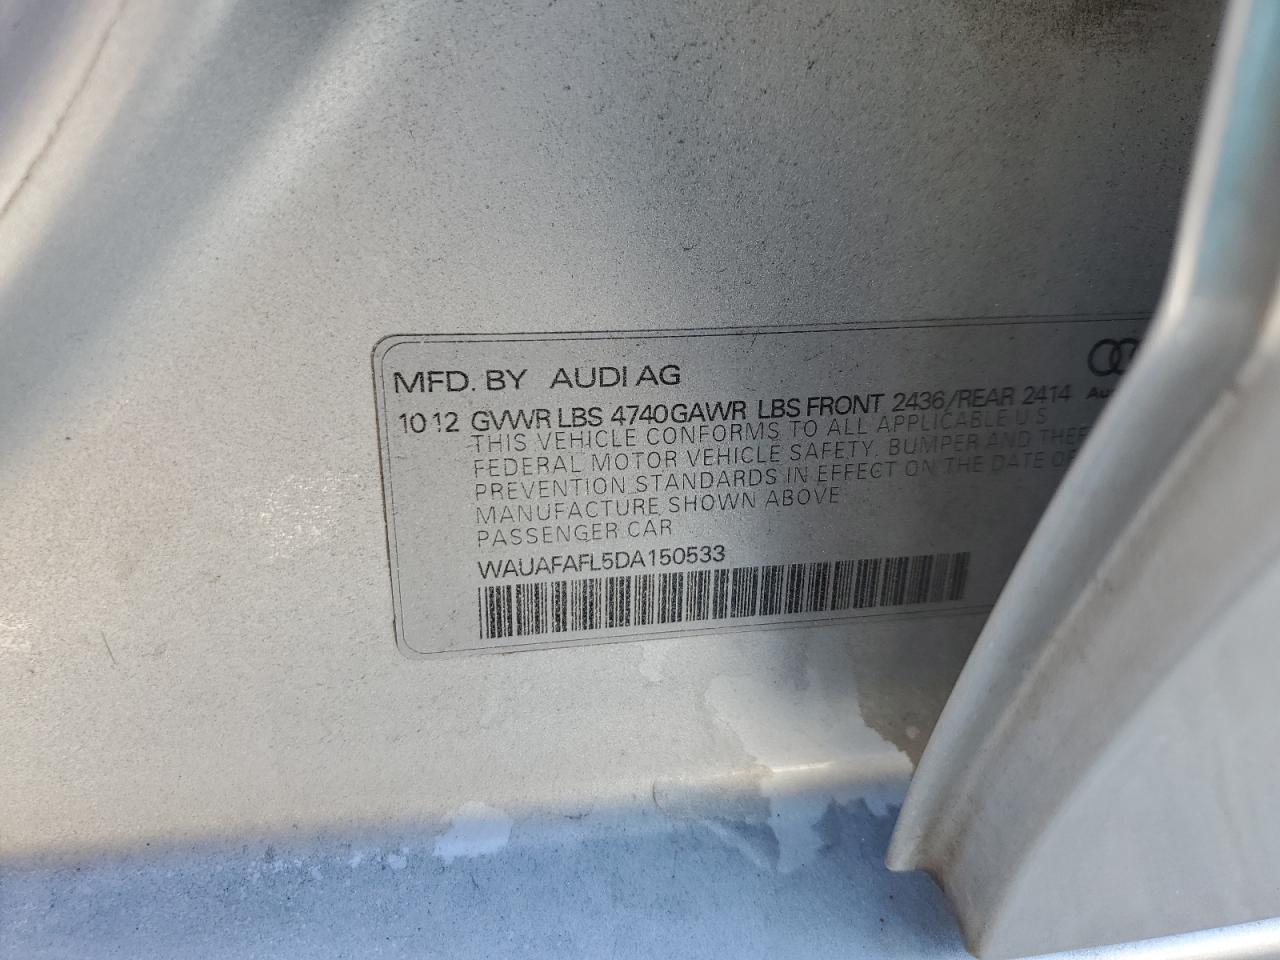 MFD. BY AUDI AG
10 12 GVWR LBS 4740 GAWR LBS FRONT 2436/REAR 2414
THIS VEHICLE CONFORMS TO ALL APPLICABLE U S
FEDERAL MOTOR VEHICLE SAFETY, BUMPER AND THEF
PREVENTION STANDARDS IN EFFECT ON THE DATE OF
MANUFACTURE SHOWN ABOVE
PASSENGER CAR
WAUAFAFL5DA150533